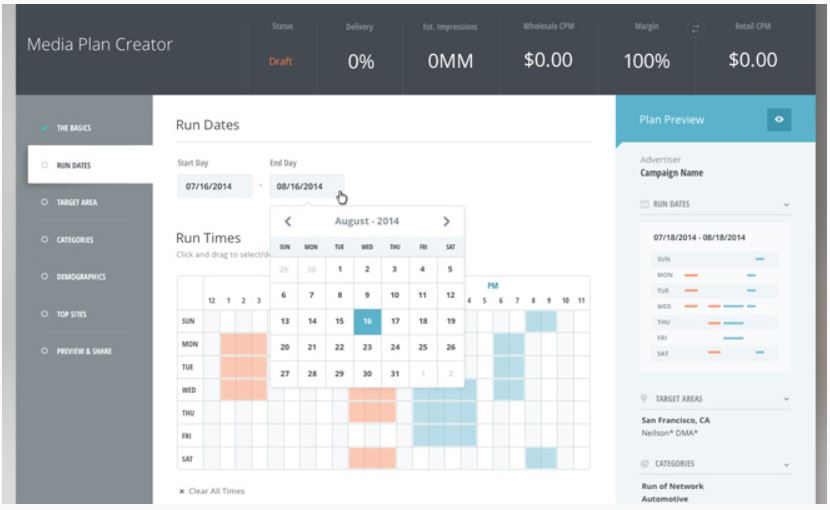 Media Plan Creator
Status
Draft
Delivery
0%
Est. Impressions
0MM
Wholesale CPM
$0.00
Margin
100%
Retail CPM
$0.00
THE BASICS
RUN DATES
TARGET AREA
CATEGORIES
DEMOGRAPHICS
TOP SITES
PREVIEW & SHARE
Run Dates
Start Day
End Day
07/16/2014 - 08/16/2014
August - 2014
SUN MON TUE WED THU FRI SAT
29 30 1 2 3 4 5
6 7 8 9 10 11 12
13 14 15 16 17 18 19
20 21 22 23 24 25 26
27 28 29 30 31 1 2
Run Times
Click and drag to select/de
PM
12 1 2 3 4 5 6 7 8 9 10 11
SUN
MON
TUE
WED
THU
FRI
SAT
× Clear All Times
Plan Preview
Advertiser
Campaign Name
RUN DATES
07/18/2014 - 08/18/2014
SUN
MON
TUE
WED
THU
FRI
SAT
TARGET AREAS
San Francisco, CA
Neilson* DMA*
CATEGORIES
Run of Network
Automotive